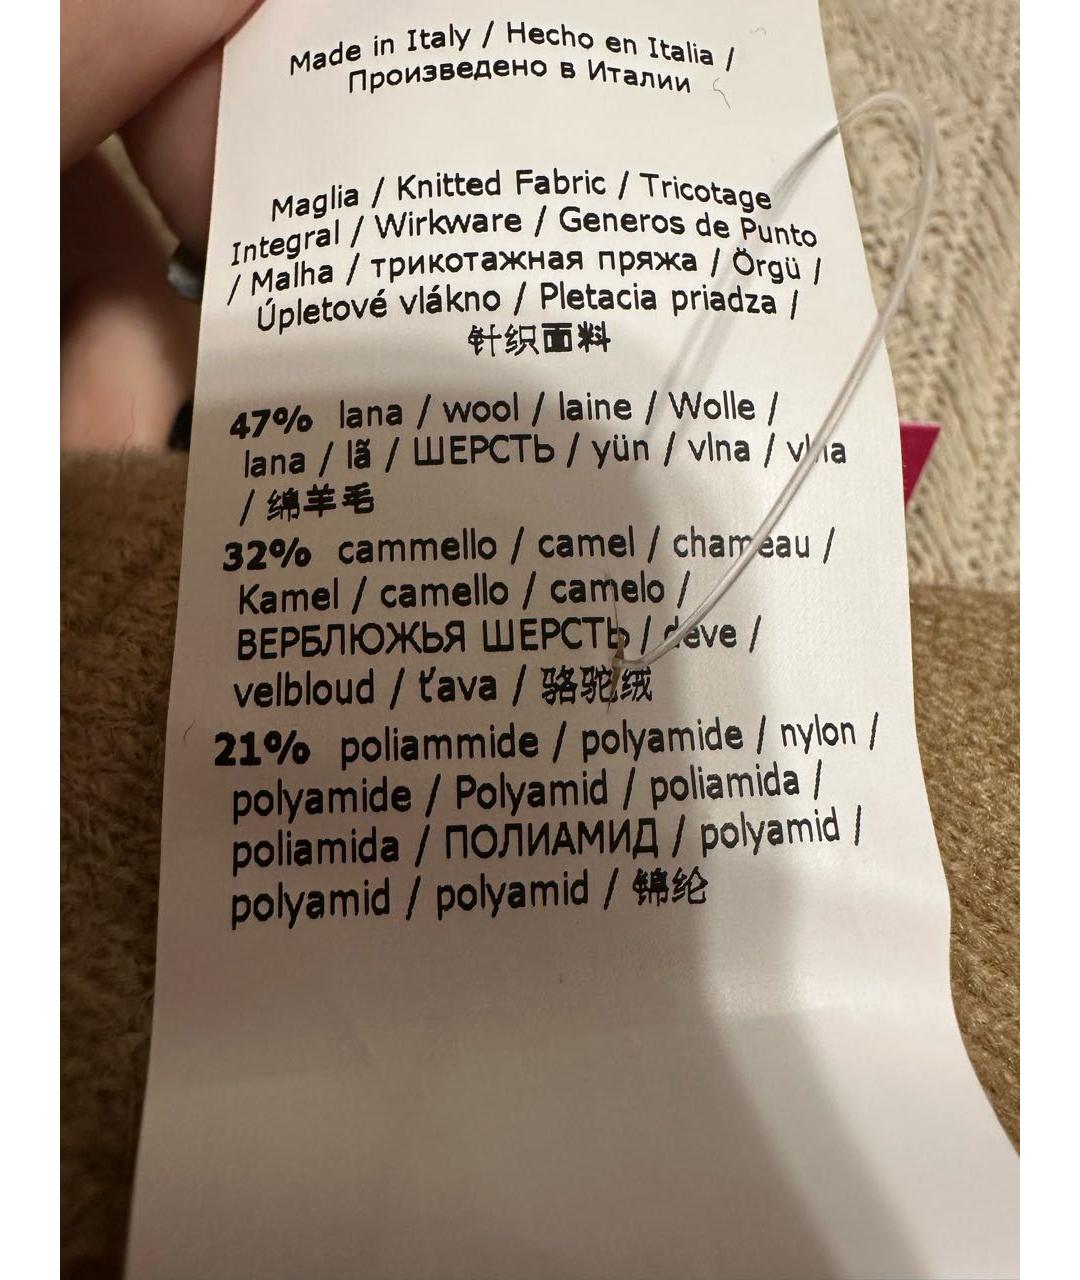 Made in Italy / Hecho en Italia /
Произведено в Италии
Maglia / Knitted Fabric / Tricotage
Integral / Wirkware / Generos de Punto
/ Malha / трикотажная пряжа / Örgü /
Úpletové vlákno / Pletacia priadza /
针织面料
47% lana / wool / laine / Wolle /
lana / lã / ШЕРСТЬ / yün / vlna / vlna
/ 绵羊毛
32% cammello / camel / chameau /
Kamel / camello / camelo /
ВЕРБЛЮЖЬЯ ШЕРСТЬ / deve /
velbloud / ťava / 骆驼绒
21% poliammide / polyamide / nylon /
polyamide / Polyamid / poliamida /
poliamida / ПОЛИАМИД / polyamid /
polyamid / polyamid / 锦纶